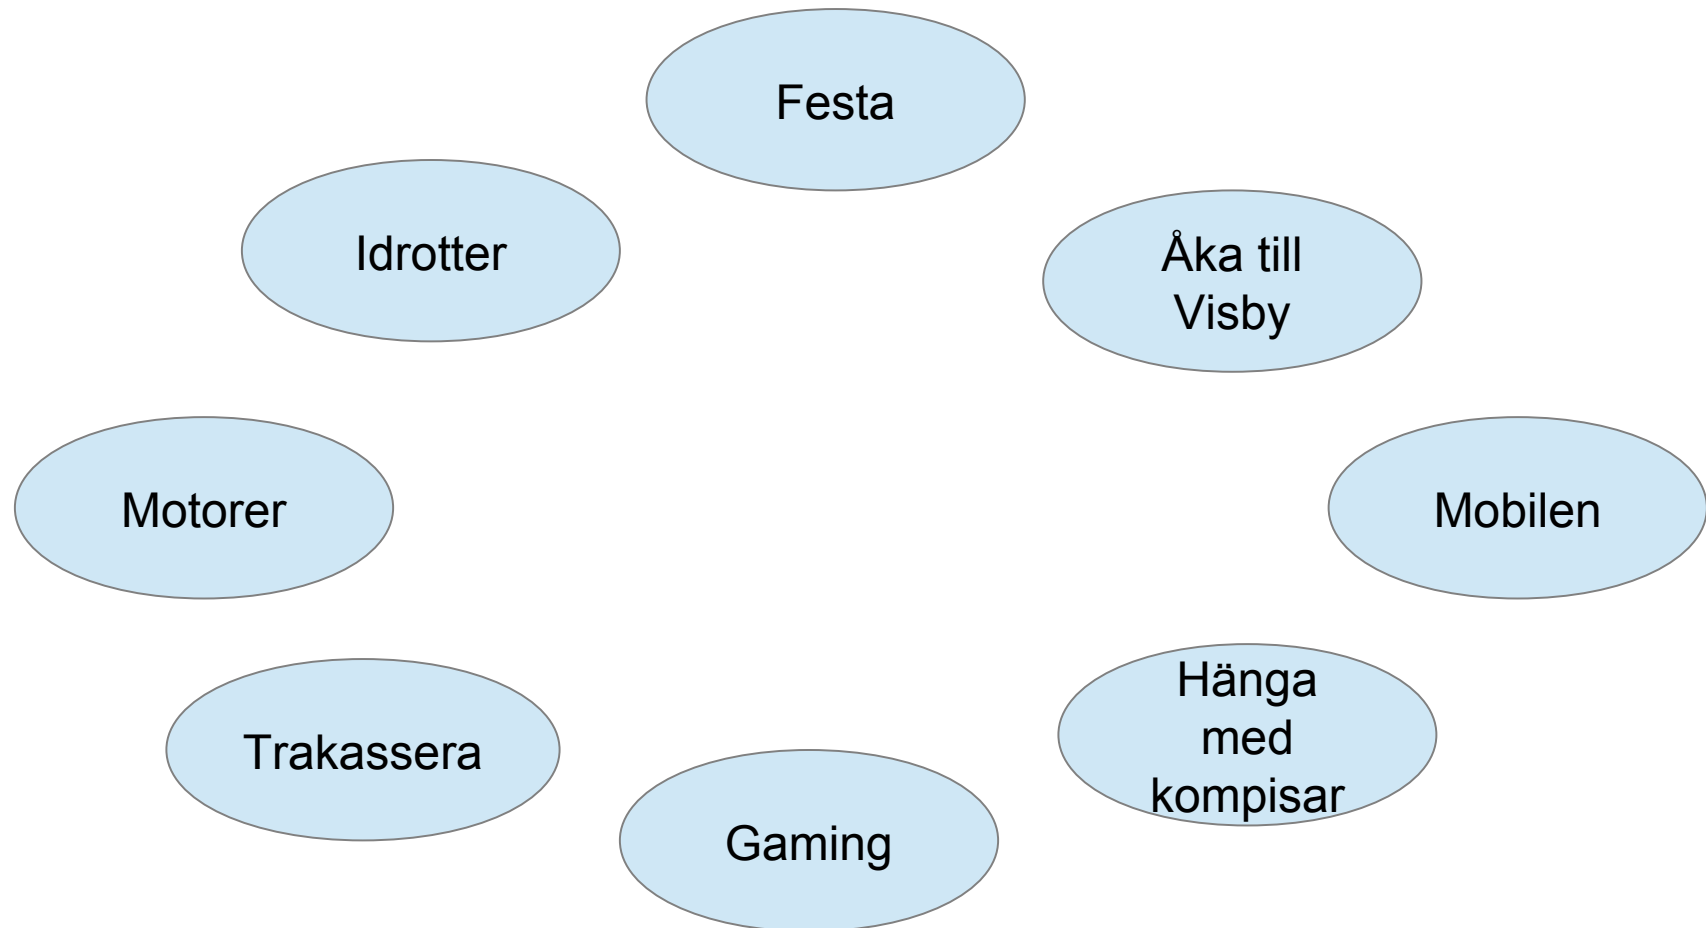 Festa
Idrotter
Åka till
Visby
Motorer
Mobilen
Hänga
med
kompisar
Trakassera
Gaming